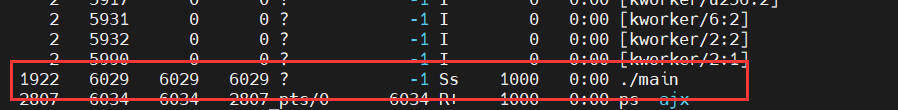 2 5917 0 0 ? -1 I 0 0:00 [kworker/u256:2]
2 5931 0 0 ? -1 I 0 0:00 [kworker/6:2]
2 5932 0 0 ? -1 I 0 0:00 [kworker/2:2]
2 5990 0 0 ? -1 I 0 0:00 [kworker/2:1]
1922 6029 6029 6029 ? -1 Ss 1000 0:00 ./main
2807 6034 6034 2807 pts/0 6034 R+ 1000 0:00 ps ajx